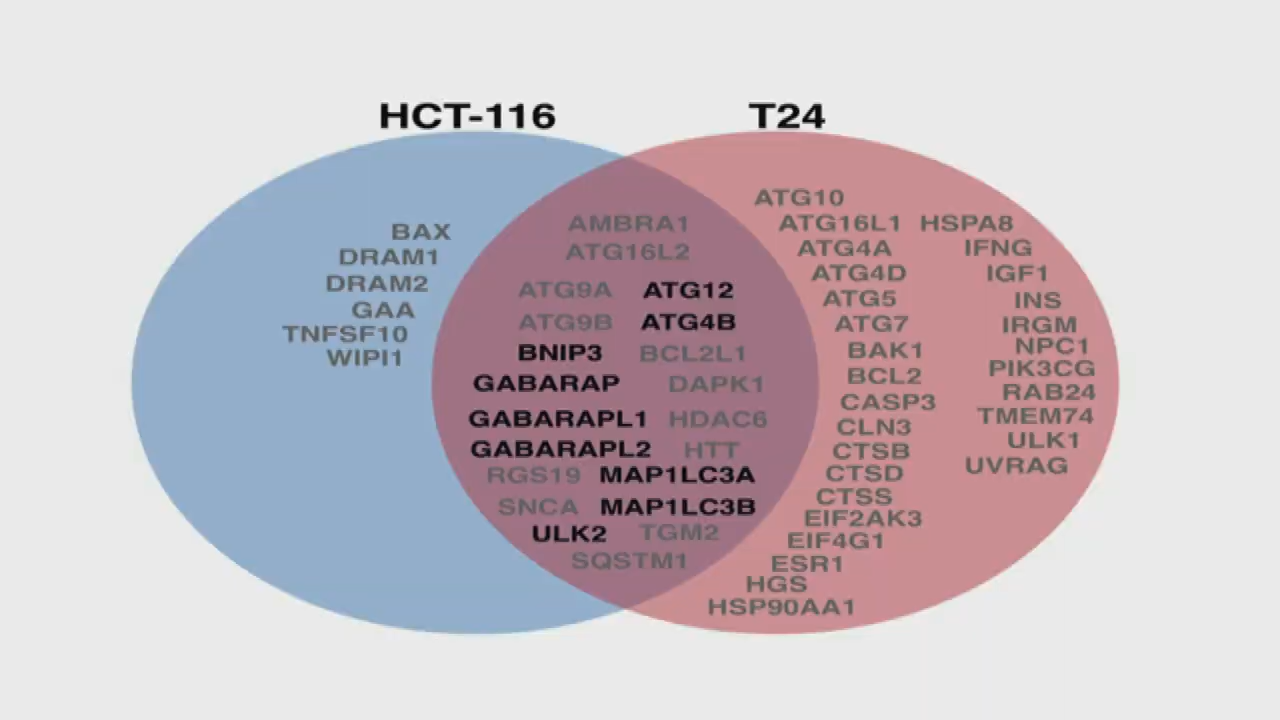 HCT-116
T24
BAX
DRAM1
DRAM2
GAA
TNFSF10
WIPI1
AMBRA1
ATG16L2
ATG9A ATG12
ATG9B ATG4B
BNIP3 BCL2L1
GABARAP DAPK1
GABARAPL1 HDAC6
GABARAPL2 HTT
RGS19 MAP1LC3A
SNCA MAP1LC3B
ULK2 TGM2
SQSTM1
ATG10
ATG16L1
ATG4A
ATG4D
ATG5
ATG7
BAK1
BCL2
CASP3
CLN3
CTSB
CTSD
CTSS
EIF2AK3
EIF4G1
ESR1
HGS
HSP90AA1
HSPA8
IFNG
IGF1
INS
IRGM
NPC1
PIK3CG
RAB24
TMEM74
ULK1
UVRAG